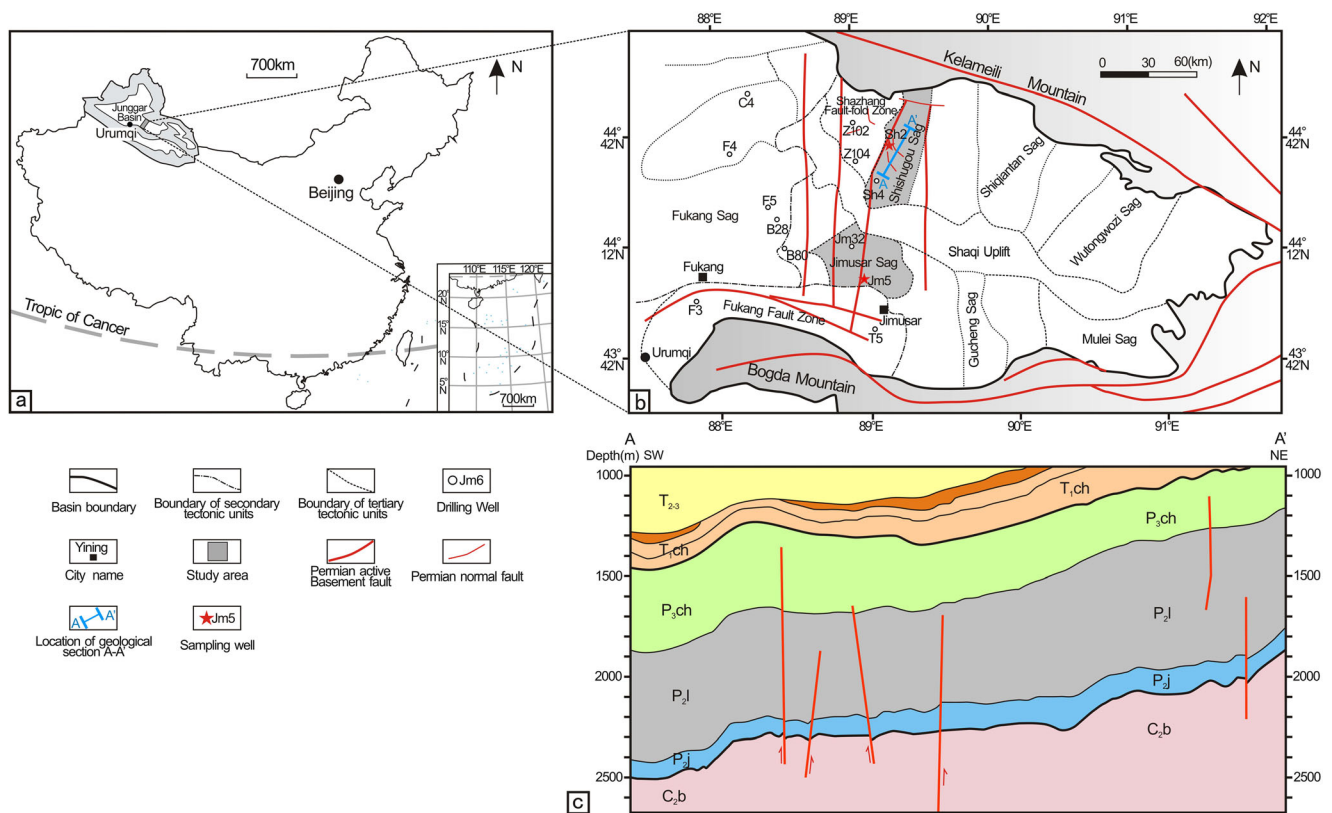 700km
N
Junggar
Basin
Urumqi
Beijing
Tropic of Cancer
110°E 115°E 120°E
20°
N
15°
N
10°
N
5°
N
700km
a
88°E
89°E
90°E
91°E
92°E
Kelameili
Mountain
0 30 60(km)
N
C4
Shazhang
Fault-fold Zone
Z102
Sh2
A'
44°
42°N
44°
42°N
F4
Z104
Shishugou Sag
A
Sh4
Shiqiantan Sag
F5
Fukang Sag
B28
Wutongwozi Sag
Jm32
B80
Shaqi Uplift
44°
42°N
44°
42°N
Jimusar Sag
Fukang
Jm5
F3
Fukang Fault Zone
Jimusar
T5
Gucheng Sag
Mulei Sag
Urumqi
43°
42°N
43°
42°N
Bogda Mountain
b
88°E
89°E
90°E
91°E
Basin boundary
Boundary of secondary
tectonic units
Boundary of tertiary
tectonic units
Jm6
Drilling Well
Yining
City name
Study area
Permian active
Basement fault
Permian normal fault
A A'
Location of geological
section A-A'
Jm5
Sampling well
A
A'
Depth(m) SW
NE
1000
1000
T₂₋₃
T₁ch
P₃ch
T₁ch
1500
1500
P₃ch
P₂l
2000
2000
P₂l
P₂j
P₂j
C₂b
2500
2500
C₂b
c